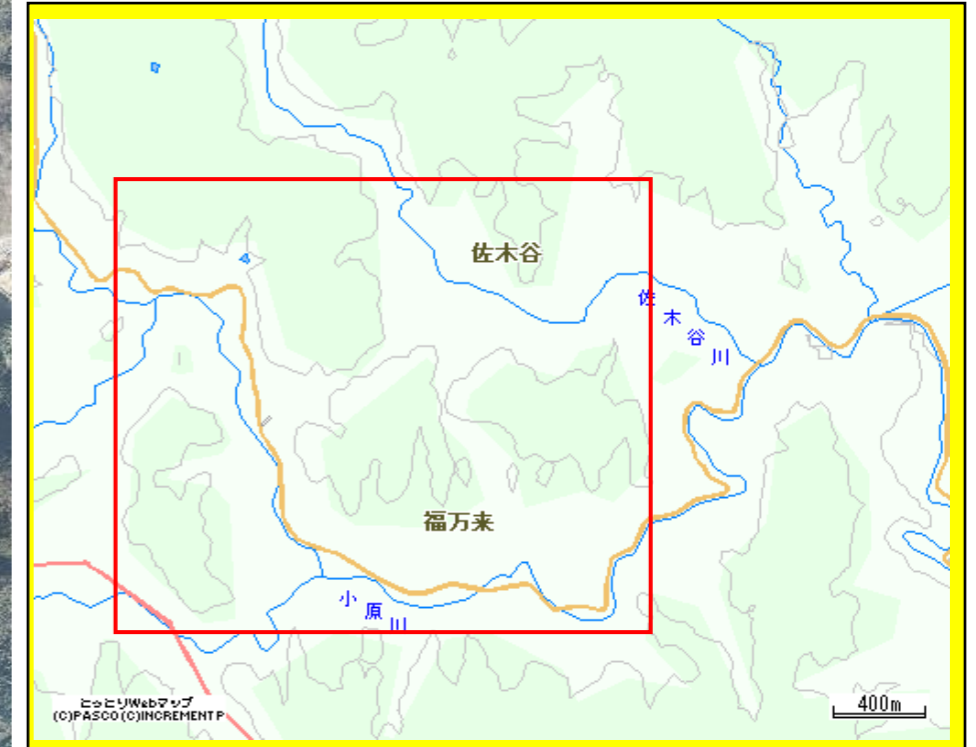 佐木谷
佐木谷川
福万来
小原川
とっとりWebマップ
(C)PASCO(C)INCREMENT P
400m